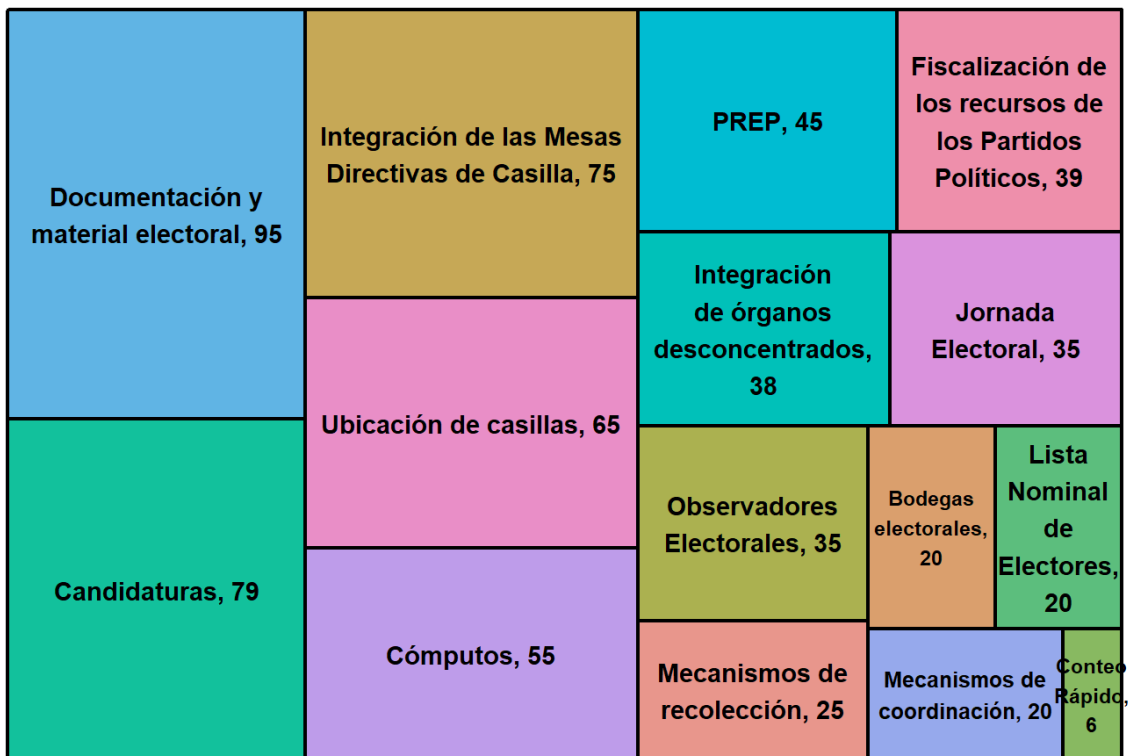 Documentación y
material electoral, 95
Candidaturas, 79
Integración de las Mesas
Directivas de Casilla, 75
Ubicación de casillas, 65
Cómputos, 55
PREP, 45
Fiscalización de
los recursos de
los Partidos
Políticos, 39
Integración
de órganos
desconcentrados,
38
Jornada
Electoral, 35
Observadores
Electorales, 35
Bodegas
electorales,
20
Lista
Nominal
de
Electores,
20
Mecanismos de
recolección, 25
Mecanismos de
coordinación, 20
Conteo
Rápido,
6